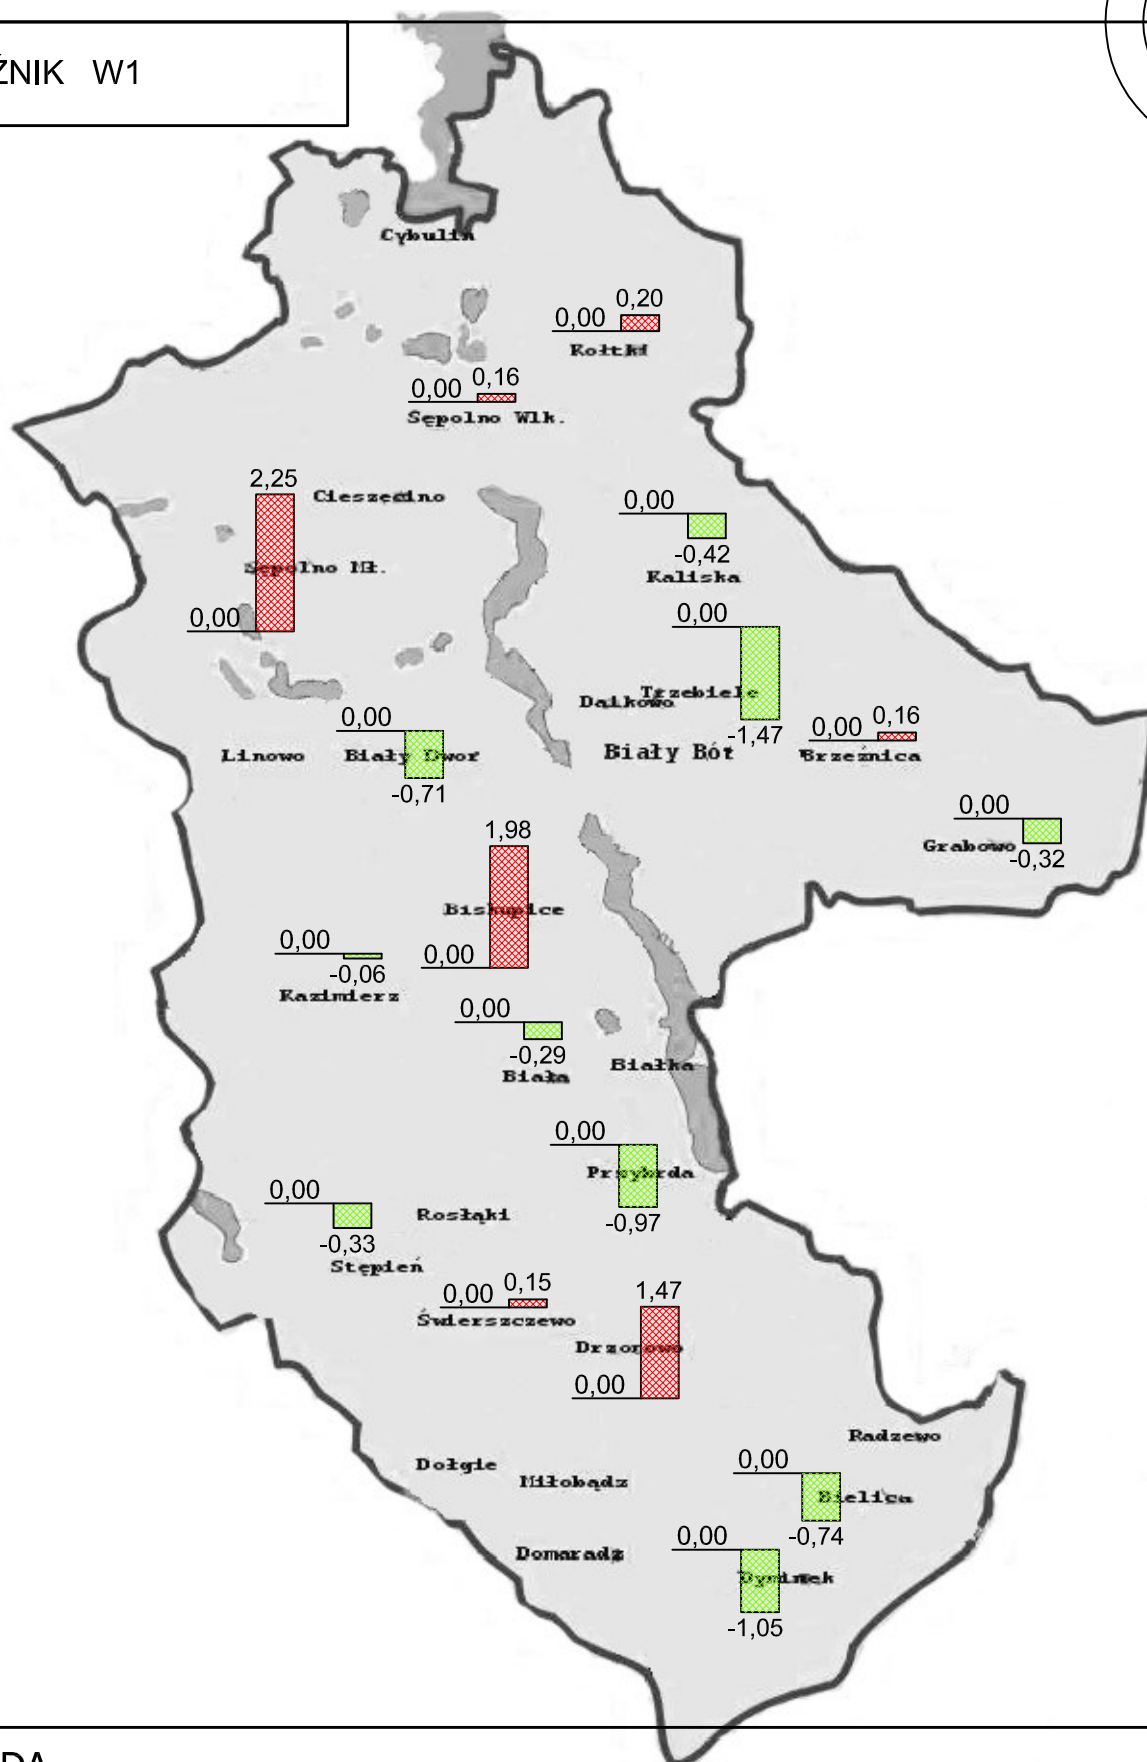 ŹNIK W1
Cybulin
0,00 0,20
Kołtki
0,00 0,16
Sępolno Wlk.
2,25
Cieszęcino
0,00
-0,42
Kaliska
Sępolno Mł.
0,00
0,00
Trzebiele
Dalkowo
-1,47
0,00 0,16
Brzeźnica
0,00
Linowo Biały Dwor
-0,71
Biały Bór
0,00
Grabowo -0,32
1,98
Biskupice
0,00
0,00
-0,06
Kazimierz
0,00
-0,29
Biała
Białka
0,00
Przybrda
-0,97
0,00
-0,33
Stępień
Rosłąki
0,00 0,15
Świerszczewo
1,47
Drzonowo
0,00
Radzewo
Dołgie
Miłobądz
0,00
Bielica
-0,74
Domaradz
0,00
Dyminek
-1,05
DA